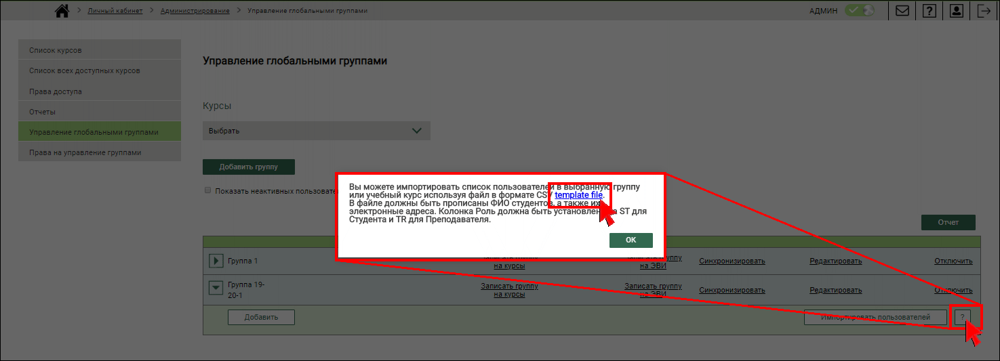 Личный кабинет > Администрирование > Управление глобальными группами
АДМИН
?
Список курсов
Список всех доступных курсов
Права доступа
Отчеты
Управление глобальными группами
Права на управление группами
Управление глобальными группами
Курсы
Выбрать
Добавить группу
Показать неактивных пользовате
Вы можете импортировать список пользователей в выбранную группу
или учебный курс используя файл в формате CSV template file.
В файле должны быть прописаны ФИО студентов, а также их
электронные адреса. Колонка Роль должна быть установлена ST для
Студента и TR для Преподавателя.
OK
Отчет
Группа 1
Записать группу
на курсы
Записать группу
на ЭВИ
Синхронизировать
Редактировать
Отключить
Группа 19-
20-1
Записать группу
на курсы
Записать группу
на ЭВИ
Синхронизировать
Редактировать
Отключить
Добавить
Импортировать пользователей
?